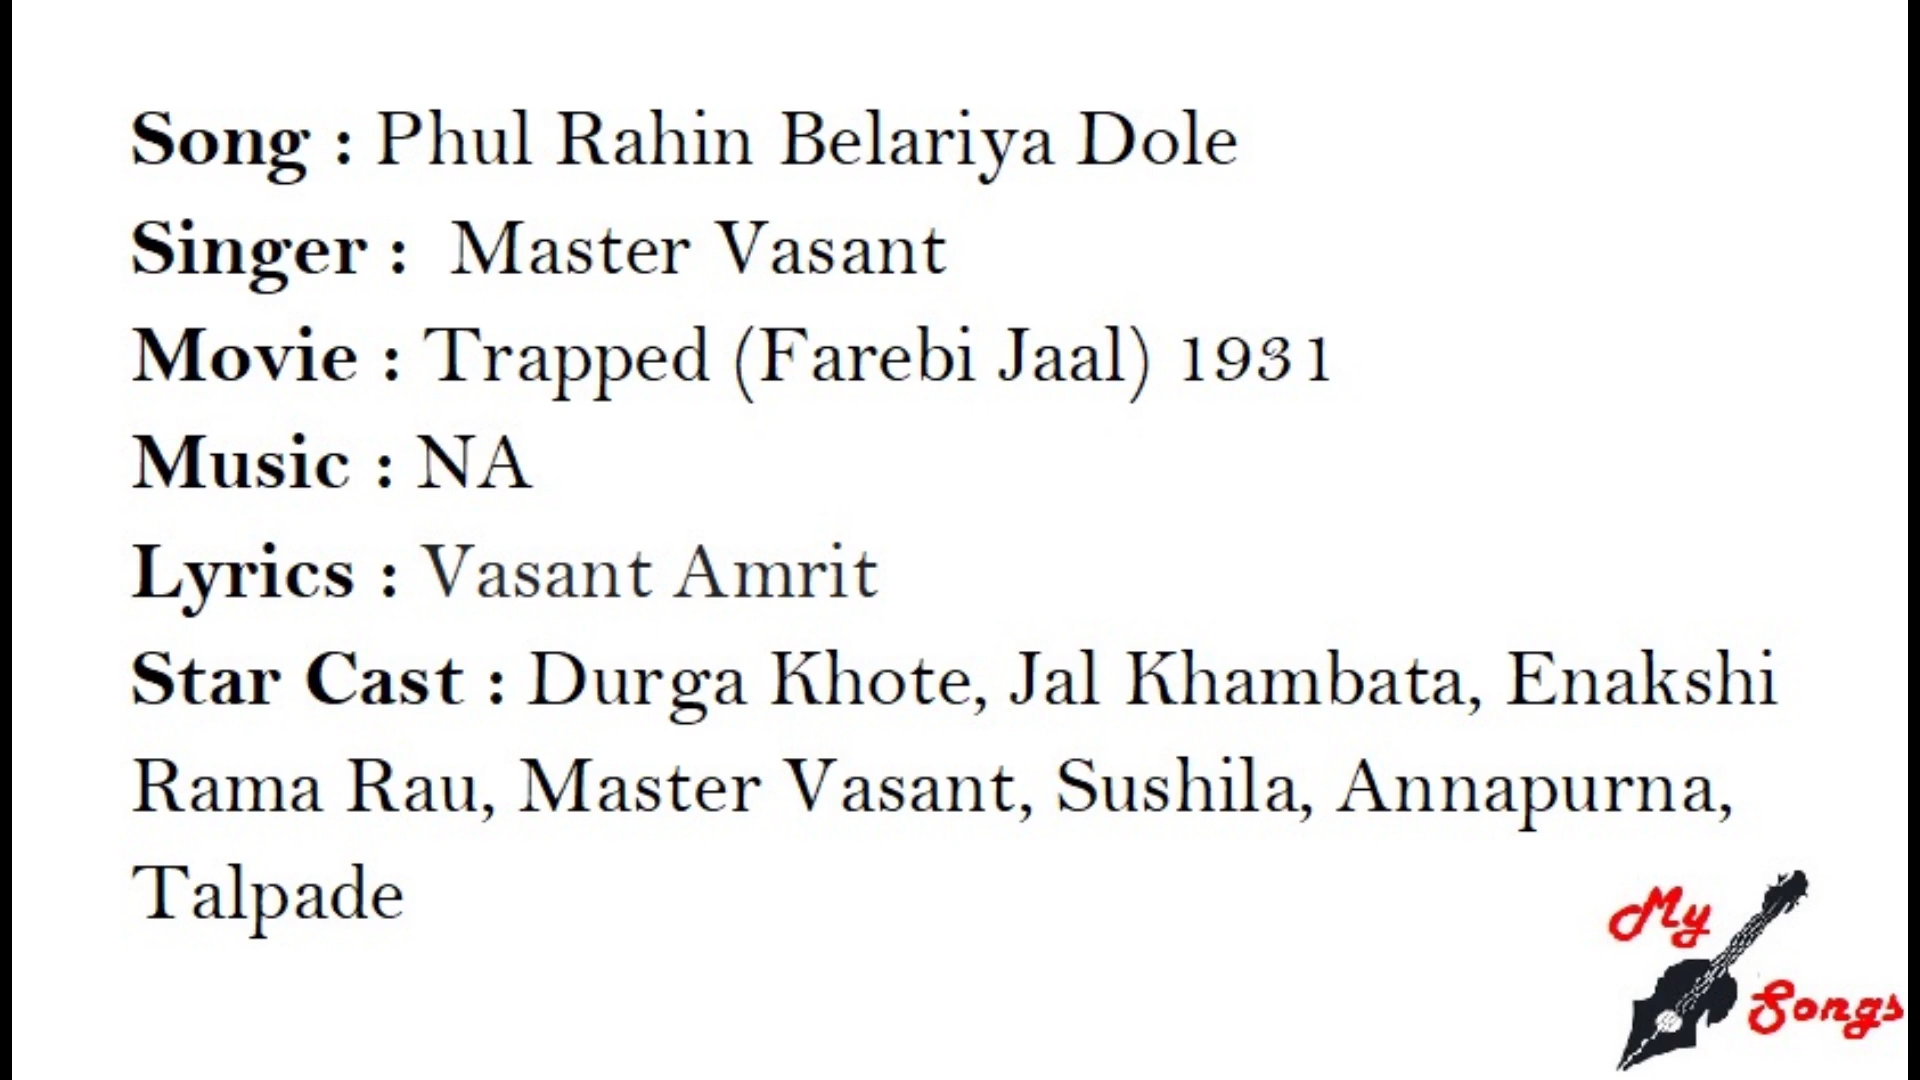 Song : Phul Rahin Belariya Dole
Singer :  Master Vasant
Movie : Trapped (Farebi Jaal) 1931
Music : NA
Lyrics : Vasant Amrit
Star Cast : Durga Khote, Jal Khambata, Enakshi
Rama Rau, Master Vasant, Sushila, Annapurna,
Talpade
My
Songs